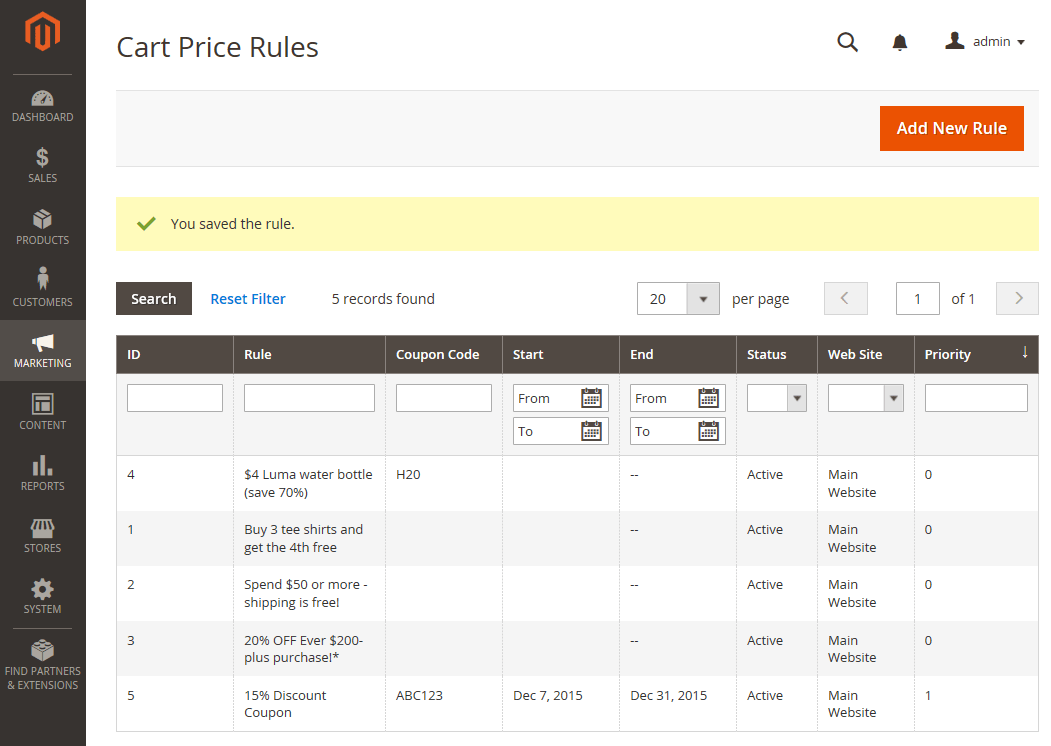 Cart Price Rules
admin
DASHBOARD
SALES
PRODUCTS
CUSTOMERS
MARKETING
CONTENT
REPORTS
STORES
SYSTEM
FIND PARTNERS
& EXTENSIONS
Add New Rule
You saved the rule.
Search Reset Filter 5 records found 20 per page 1 of 1
ID Rule Coupon Code Start End Status Web Site Priority ↓
From From
To To
4 $4 Luma water bottle H20 -- Active Main 0
(save 70%) Website
1 Buy 3 tee shirts and -- Active Main 0
get the 4th free Website
2 Spend $50 or more - -- Active Main 0
shipping is free! Website
3 20% OFF Ever $200- -- Active Main 0
plus purchase!* Website
5 15% Discount ABC123 Dec 7, 2015 Dec 31, 2015 Active Main 1
Coupon Website